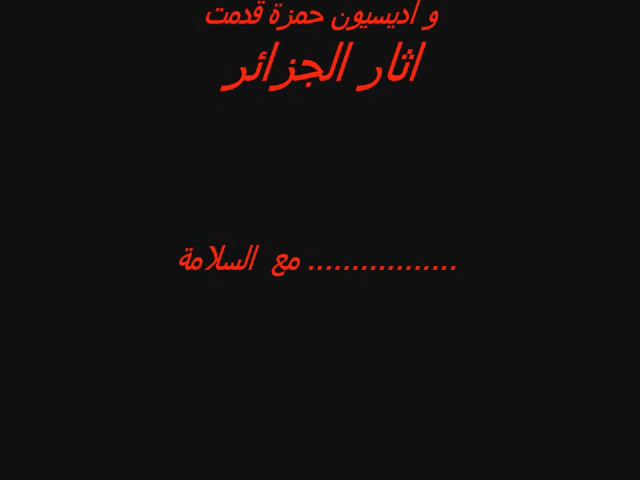 و اديسيون حمزة قدمت
اثار الجزائر
................. مع السلامة